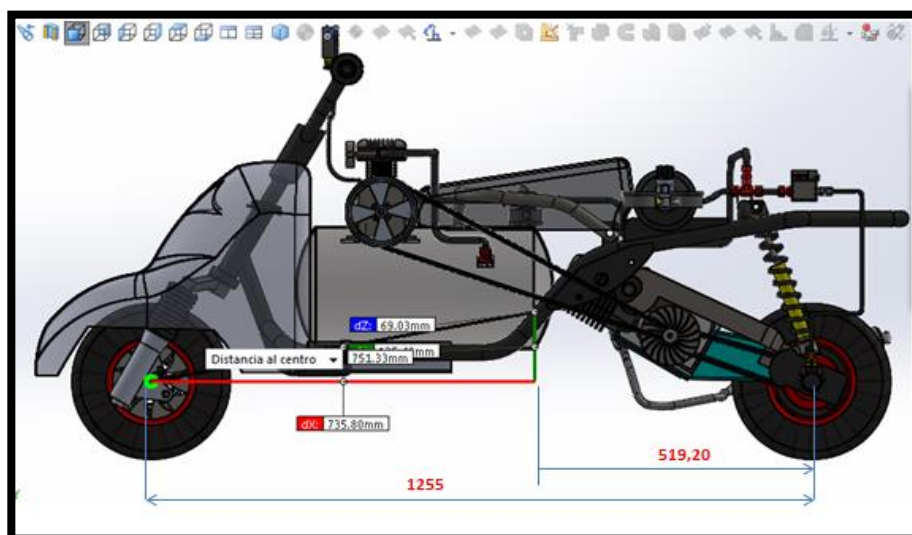 dZ: 69.03mm
Distancia al centro
751.33mm
dX: 735.80mm
519,20
1255